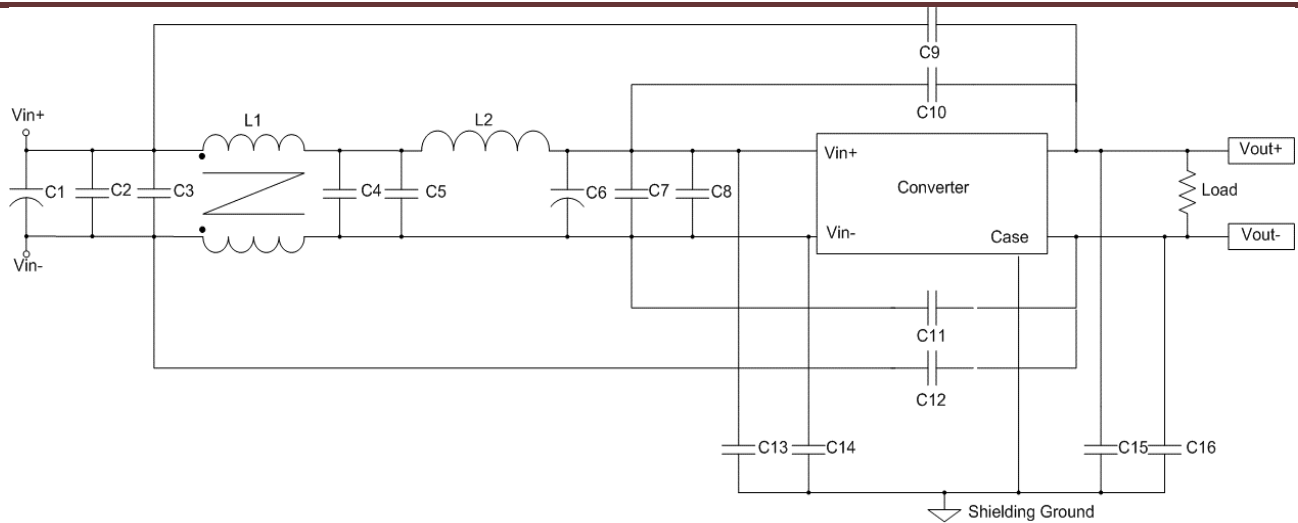 C9
C10
Vin+
L1
L2
C1
C2
C3
C4
C5
C6
C7
C8
Vin+
Converter
Vin-
Case
Vout+
Load
Vout-
Vin-
C11
C12
C13
C14
C15
C16
Shielding Ground